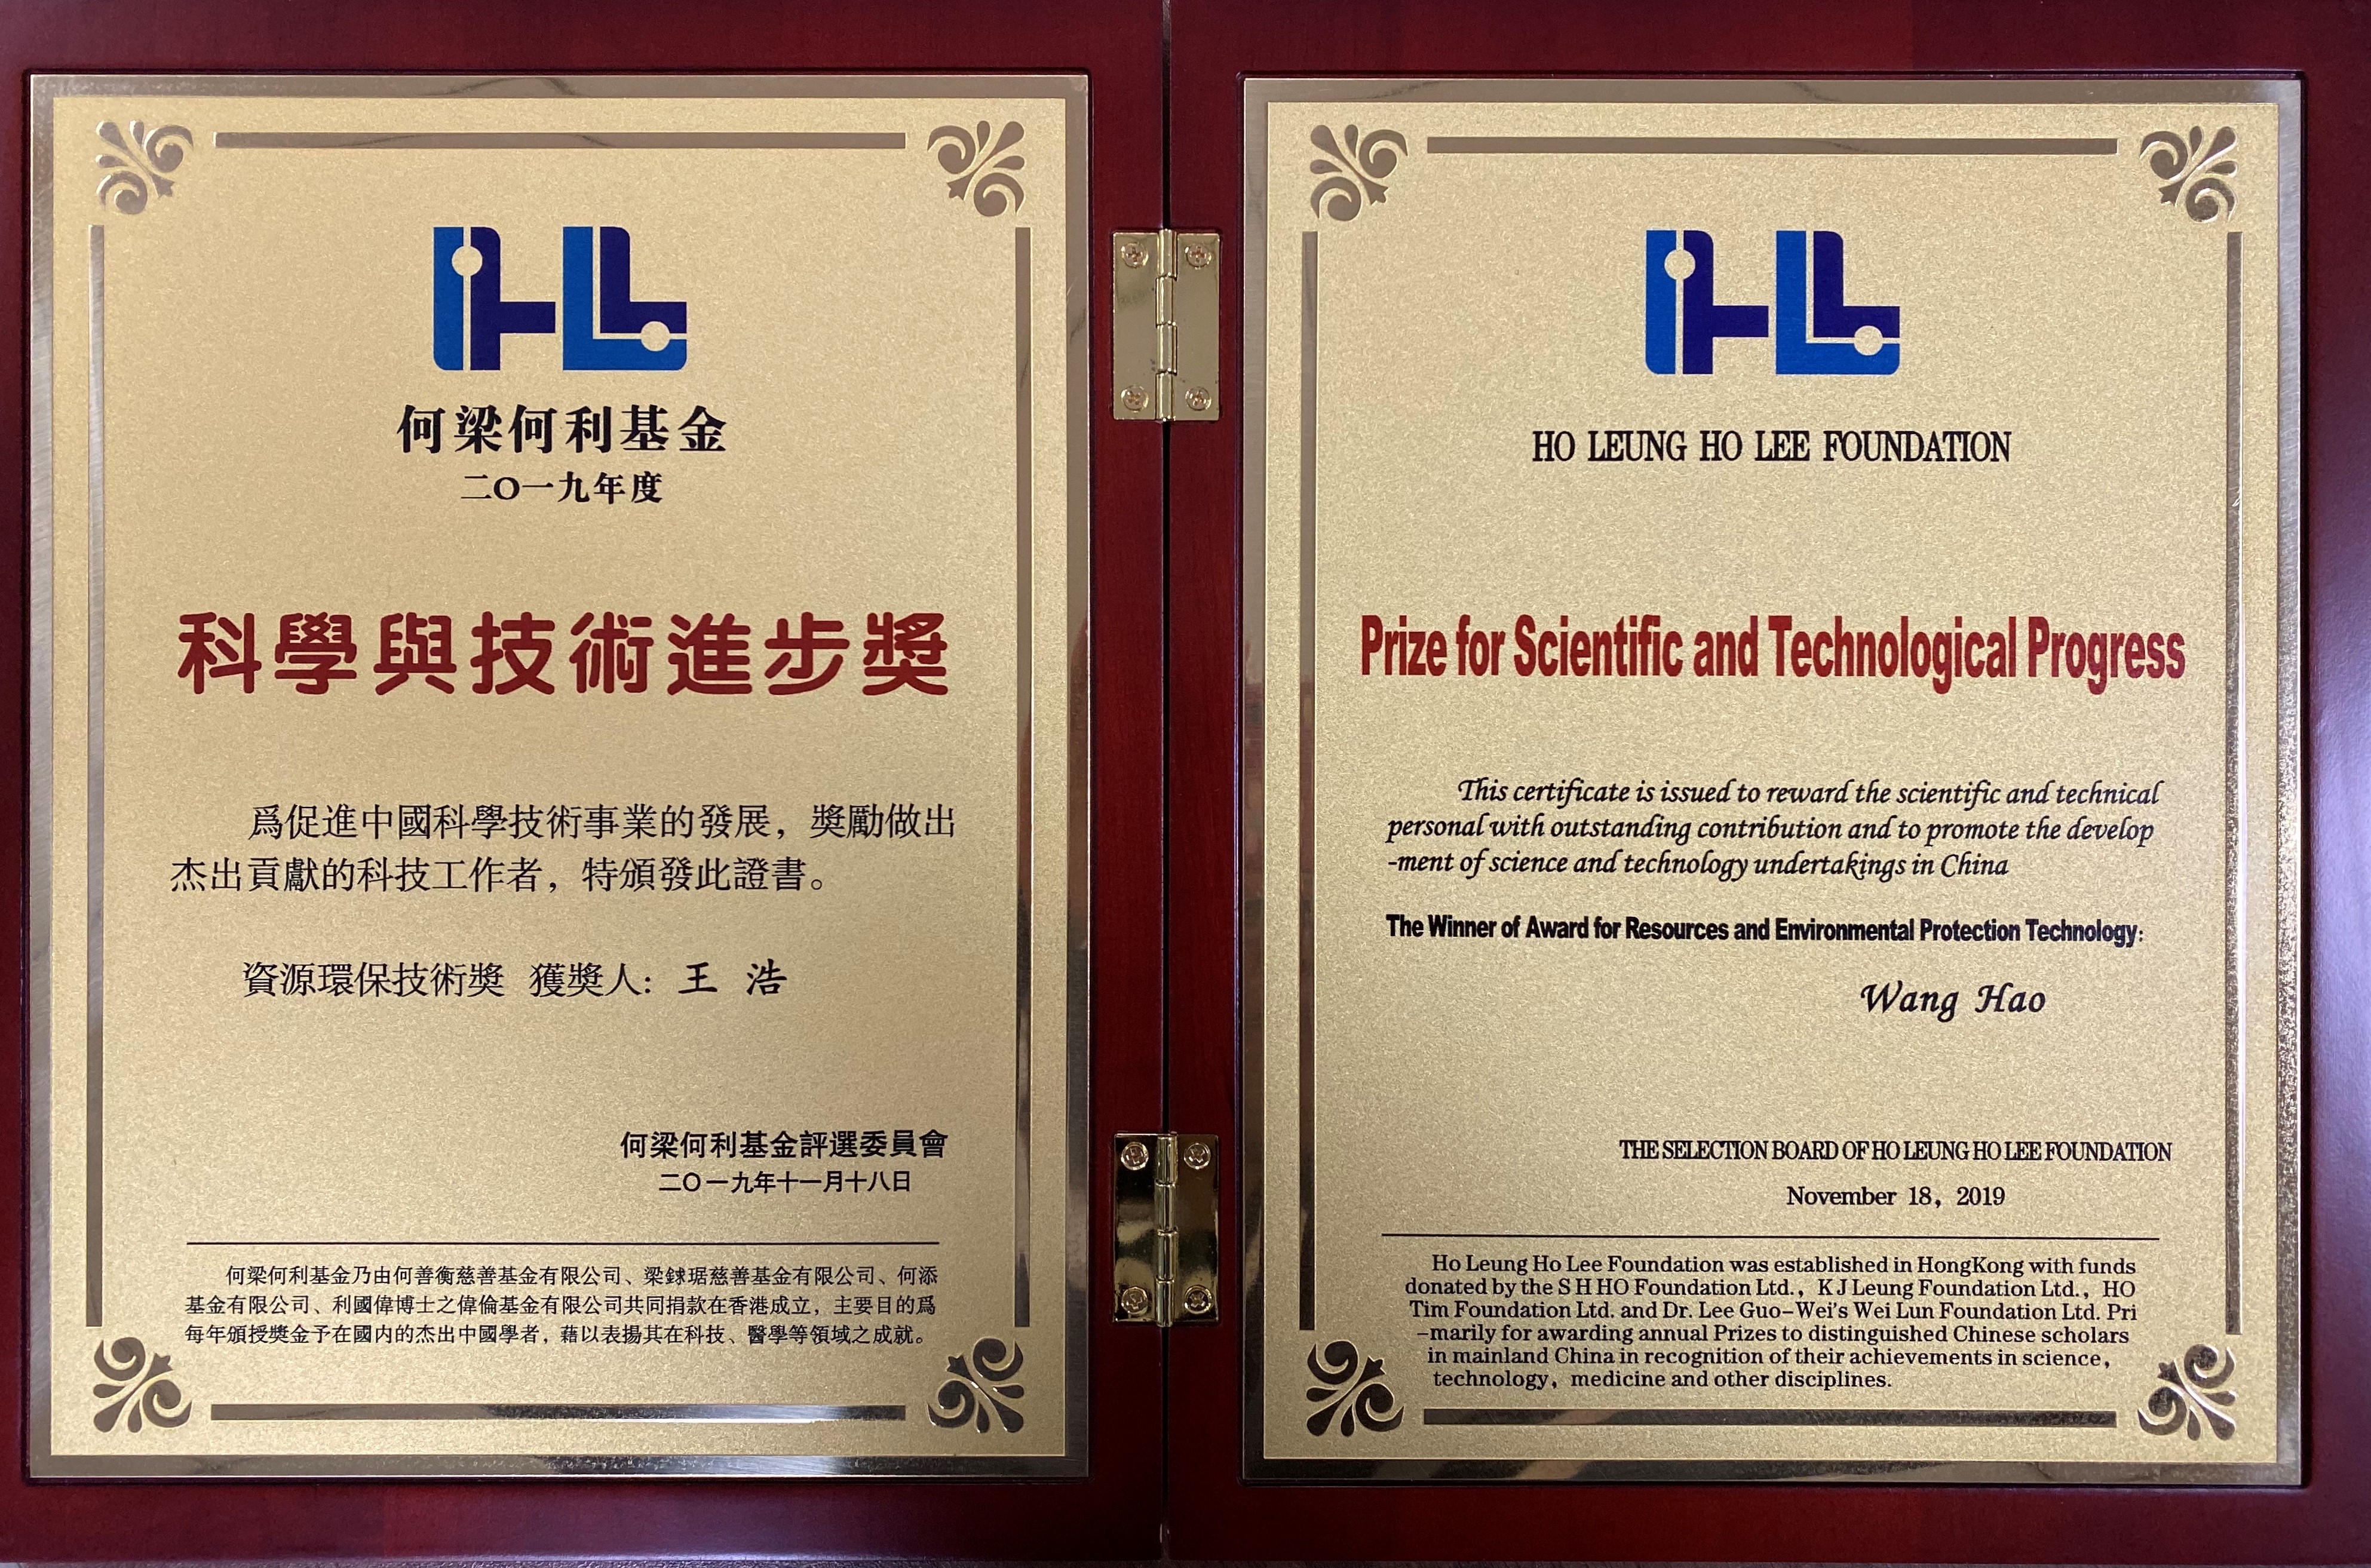 何梁何利基金
二〇一九年度
科學與技術進步獎
爲促進中國科學技術事業的發展，獎勵做出
杰出貢獻的科技工作者，特頒發此證書。
資源環保技術獎 獲獎人：王 浩
何梁何利基金評選委員會
二〇一九年十一月十八日
何梁何利基金乃由何善衡慈善基金有限公司、梁銶琚慈善基金有限公司、何添
基金有限公司、利國偉博士之偉倫基金有限公司共同捐款在香港成立，主要目的爲
每年頒授獎金予在國内的杰出中國學者，藉以表揚其在科技、醫學等領域之成就。
HO LEUNG HO LEE FOUNDATION
Prize for Scientific and Technological Progress
This certificate is issued to reward the scientific and technical
personal with outstanding contribution and to promote the develop
-ment of science and technology undertakings in China
The Winner of Award for Resources and Environmental Protection Technology:
Wang Hao
THE SELECTION BOARD OF HO LEUNG HO LEE FOUNDATION
November 18, 2019
Ho Leung Ho Lee Foundation was established in HongKong with funds
donated by the S H HO Foundation Ltd., K J Leung Foundation Ltd., HO
Tim Foundation Ltd. and Dr. Lee Guo-Wei's Wei Lun Foundation Ltd. Pri
-marily for awarding annual Prizes to distinguished Chinese scholars
in mainland China in recognition of their achievements in science,
technology, medicine and other disciplines.